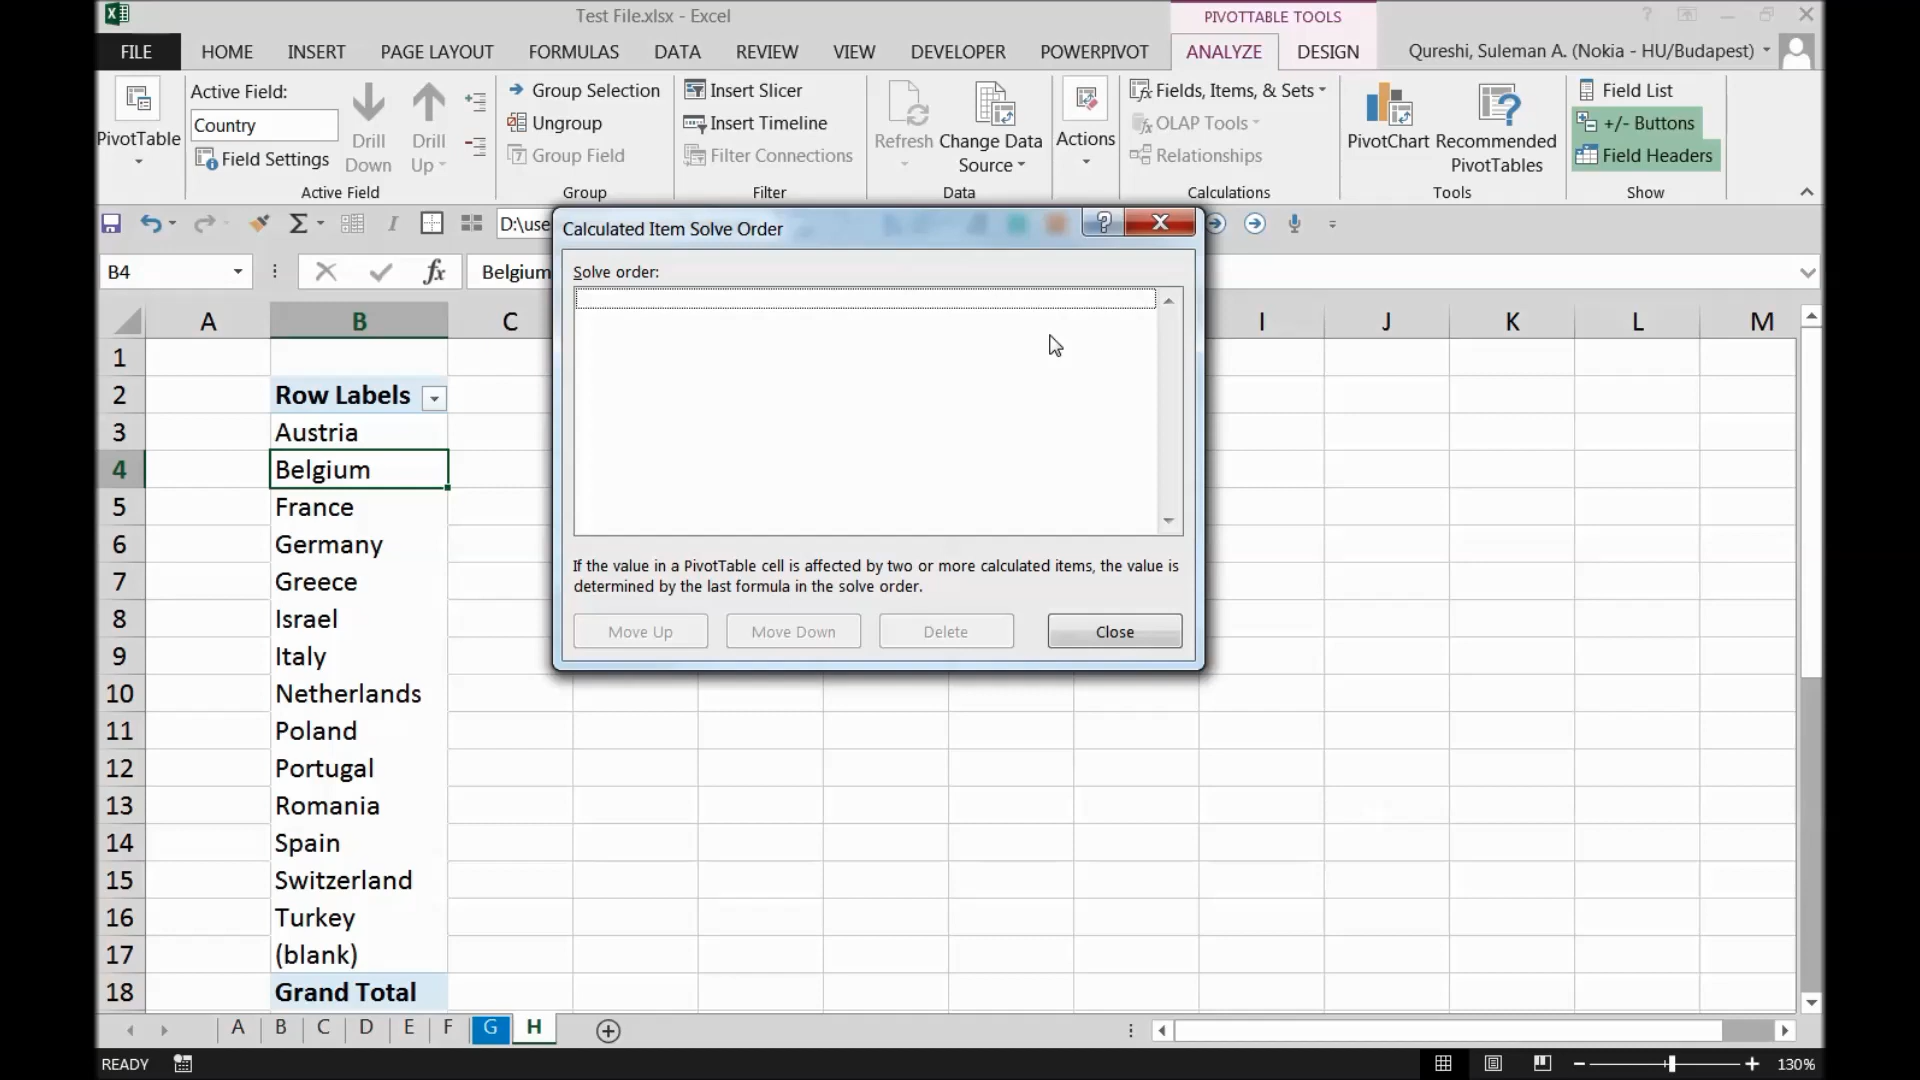 Test File.xlsx - Excel
PIVOTTABLE TOOLS
FILE HOME INSERT PAGE LAYOUT FORMULAS DATA REVIEW VIEW DEVELOPER POWERPIVOT ANALYZE DESIGN Qureshi, Suleman A. (Nokia - HU/Budapest)
Active Field:
Country
Field Settings
PivotTable
Drill Down
Drill Up
Active Field
Group Selection
Ungroup
Group Field
Group
Insert Slicer
Insert Timeline
Filter Connections
Filter
Refresh
Change Data Source
Data
Actions
Fields, Items, & Sets
OLAP Tools
Relationships
Calculations
PivotChart
Recommended PivotTables
Tools
Field List
+/- Buttons
Field Headers
Show
D:\use
B4
Belgium
Calculated Item Solve Order
Solve order:
If the value in a PivotTable cell is affected by two or more calculated items, the value is
determined by the last formula in the solve order.
Move Up Move Down Delete Close
A B C I J K L M
1
2 Row Labels
3 Austria
4 Belgium
5 France
6 Germany
7 Greece
8 Israel
9 Italy
10 Netherlands
11 Poland
12 Portugal
13 Romania
14 Spain
15 Switzerland
16 Turkey
17 (blank)
18 Grand Total
A B C D E F G H
READY
130%